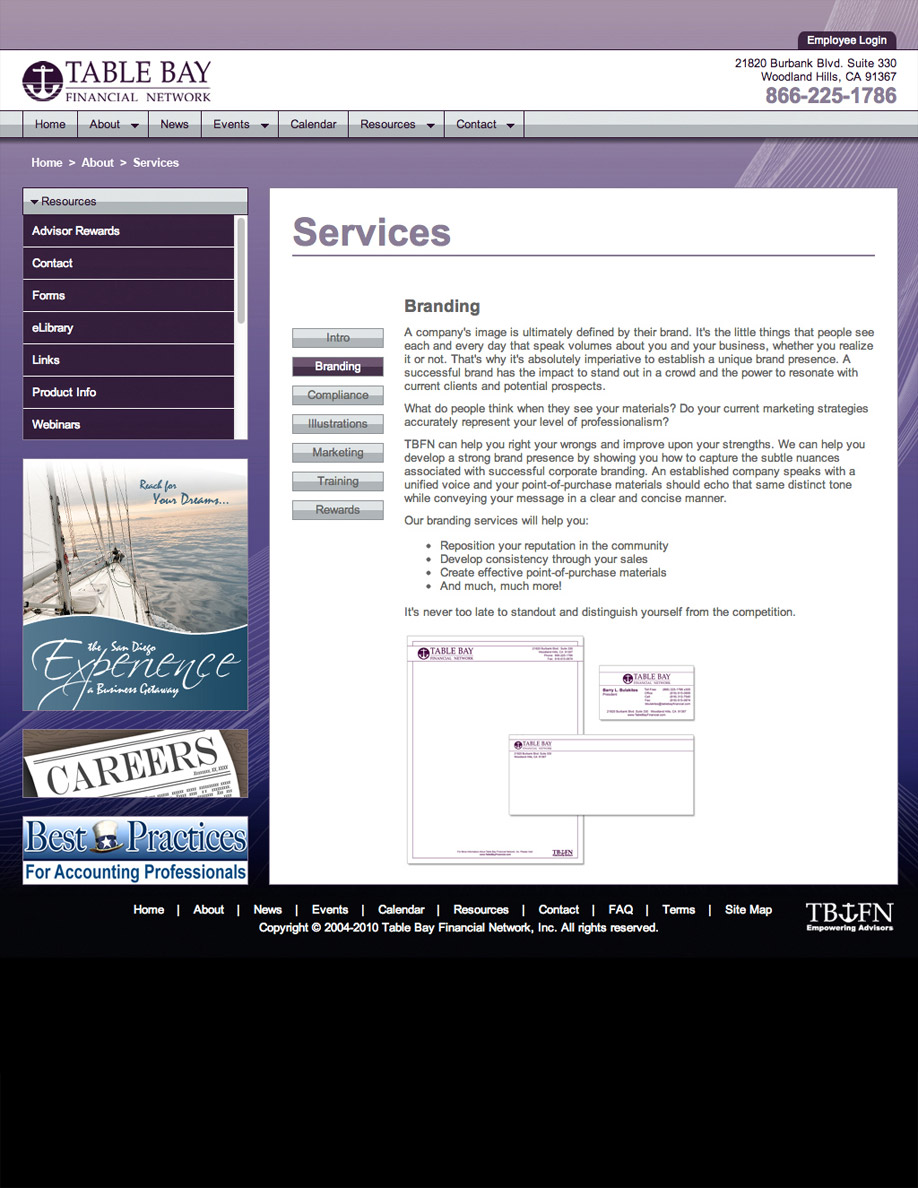 Employee Login
TABLE BAY
FINANCIAL NETWORK
21820 Burbank Blvd. Suite 330
Woodland Hills, CA 91367
866-225-1786
Home About News Events Calendar Resources Contact
Home > About > Services
Resources
Advisor Rewards
Contact
Forms
eLibrary
Links
Product Info
Webinars
Reach for
Your Dreams...
the San Diego
Experience
a Business Getaway
CAREERS
Best Practices
For Accounting Professionals
Services
Intro
Branding
Compliance
Illustrations
Marketing
Training
Rewards
Branding
A company's image is ultimately defined by their brand. It's the little things that people see
each and every day that speak volumes about you and your business, whether you realize
it or not. That's why it's absolutely imperiative to establish a unique brand presence. A
successful brand has the impact to stand out in a crowd and the power to resonate with
current clients and potential prospects.
What do people think when they see your materials? Do your current marketing strategies
accurately represent your level of professionalism?
TBFN can help you right your wrongs and improve upon your strengths. We can help you
develop a strong brand presence by showing you how to capture the subtle nuances
associated with successful corporate branding. An established company speaks with a
unified voice and your point-of-purchase materials should echo that same distinct tone
while conveying your message in a clear and concise manner.
Our branding services will help you:
• Reposition your reputation in the community
• Develop consistency through your sales
• Create effective point-of-purchase materials
• And much, much more!
It's never too late to standout and distinguish yourself from the competition.
TABLE BAY
FINANCIAL NETWORK
TABLE BAY
FINANCIAL NETWORK
Barry L. Bulakites
President
TABLE BAY
FINANCIAL NETWORK
21820 Burbank Blvd. Suite 330
Woodland Hills, CA 91367
TBFN
Home | About | News | Events | Calendar | Resources | Contact | FAQ | Terms | Site Map
Copyright © 2004-2010 Table Bay Financial Network, Inc. All rights reserved.
TBFN
Empowering Advisors